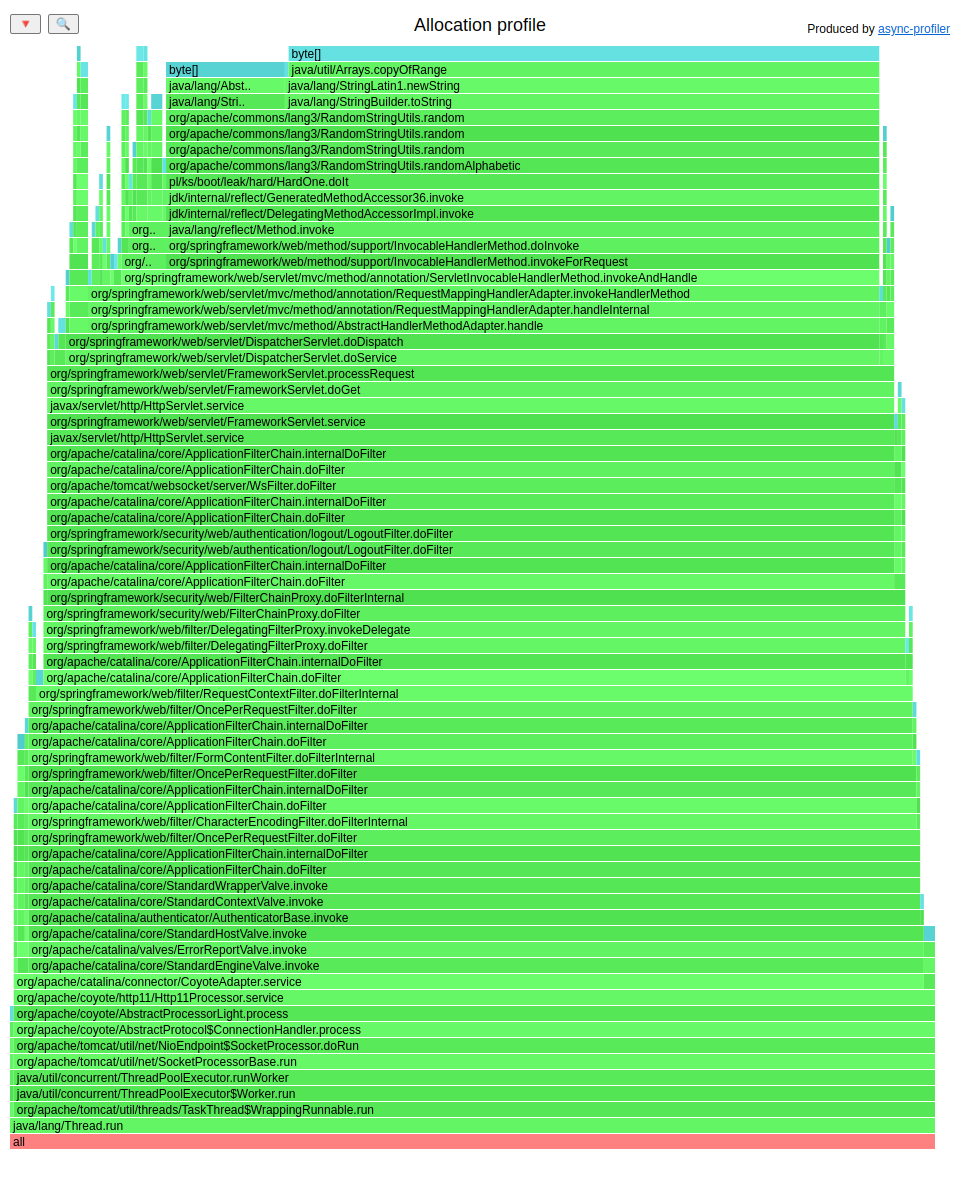 🔻 🔍 Allocation profile Produced by async-profiler
byte[]
byte[] java/util/Arrays.copyOfRange
java/lang/Abst.. java/lang/StringLatin1.newString
java/lang/Stri.. java/lang/StringBuilder.toString
org/apache/commons/lang3/RandomStringUtils.random
org/apache/commons/lang3/RandomStringUtils.random
org/apache/commons/lang3/RandomStringUtils.random
org/apache/commons/lang3/RandomStringUtils.randomAlphabetic
pl/ks/boot/leak/hard/HardOne.doIt
jdk/internal/reflect/GeneratedMethodAccessor36.invoke
jdk/internal/reflect/DelegatingMethodAccessorImpl.invoke
org.. java/lang/reflect/Method.invoke
org.. org/springframework/web/method/support/InvocableHandlerMethod.doInvoke
org/.. org/springframework/web/method/support/InvocableHandlerMethod.invokeForRequest
org/springframework/web/servlet/mvc/method/annotation/ServletInvocableHandlerMethod.invokeAndHandle
org/springframework/web/servlet/mvc/method/annotation/RequestMappingHandlerAdapter.invokeHandlerMethod
org/springframework/web/servlet/mvc/method/annotation/RequestMappingHandlerAdapter.handleInternal
org/springframework/web/servlet/mvc/method/AbstractHandlerMethodAdapter.handle
org/springframework/web/servlet/DispatcherServlet.doDispatch
org/springframework/web/servlet/DispatcherServlet.doService
org/springframework/web/servlet/FrameworkServlet.processRequest
org/springframework/web/servlet/FrameworkServlet.doGet
javax/servlet/http/HttpServlet.service
org/springframework/web/servlet/FrameworkServlet.service
javax/servlet/http/HttpServlet.service
org/apache/catalina/core/ApplicationFilterChain.internalDoFilter
org/apache/catalina/core/ApplicationFilterChain.doFilter
org/apache/tomcat/websocket/server/WsFilter.doFilter
org/apache/catalina/core/ApplicationFilterChain.internalDoFilter
org/apache/catalina/core/ApplicationFilterChain.doFilter
org/springframework/security/web/authentication/logout/LogoutFilter.doFilter
org/springframework/security/web/authentication/logout/LogoutFilter.doFilter
org/apache/catalina/core/ApplicationFilterChain.internalDoFilter
org/apache/catalina/core/ApplicationFilterChain.doFilter
org/springframework/security/web/FilterChainProxy.doFilterInternal
org/springframework/security/web/FilterChainProxy.doFilter
org/springframework/web/filter/DelegatingFilterProxy.invokeDelegate
org/springframework/web/filter/DelegatingFilterProxy.doFilter
org/apache/catalina/core/ApplicationFilterChain.internalDoFilter
org/apache/catalina/core/ApplicationFilterChain.doFilter
org/springframework/web/filter/RequestContextFilter.doFilterInternal
org/springframework/web/filter/OncePerRequestFilter.doFilter
org/apache/catalina/core/ApplicationFilterChain.internalDoFilter
org/apache/catalina/core/ApplicationFilterChain.doFilter
org/springframework/web/filter/FormContentFilter.doFilterInternal
org/springframework/web/filter/OncePerRequestFilter.doFilter
org/apache/catalina/core/ApplicationFilterChain.internalDoFilter
org/apache/catalina/core/ApplicationFilterChain.doFilter
org/springframework/web/filter/CharacterEncodingFilter.doFilterInternal
org/springframework/web/filter/OncePerRequestFilter.doFilter
org/apache/catalina/core/ApplicationFilterChain.internalDoFilter
org/apache/catalina/core/ApplicationFilterChain.doFilter
org/apache/catalina/core/StandardWrapperValve.invoke
org/apache/catalina/core/StandardContextValve.invoke
org/apache/catalina/authenticator/AuthenticatorBase.invoke
org/apache/catalina/core/StandardHostValve.invoke
org/apache/catalina/valves/ErrorReportValve.invoke
org/apache/catalina/core/StandardEngineValve.invoke
org/apache/catalina/connector/CoyoteAdapter.service
org/apache/coyote/http11/Http11Processor.service
org/apache/coyote/AbstractProcessorLight.process
org/apache/coyote/AbstractProtocol$ConnectionHandler.process
org/apache/tomcat/util/net/NioEndpoint$SocketProcessor.doRun
org/apache/tomcat/util/net/SocketProcessorBase.run
java/util/concurrent/ThreadPoolExecutor.runWorker
java/util/concurrent/ThreadPoolExecutor$Worker.run
org/apache/tomcat/util/threads/TaskThread$WrappingRunnable.run
java/lang/Thread.run
all